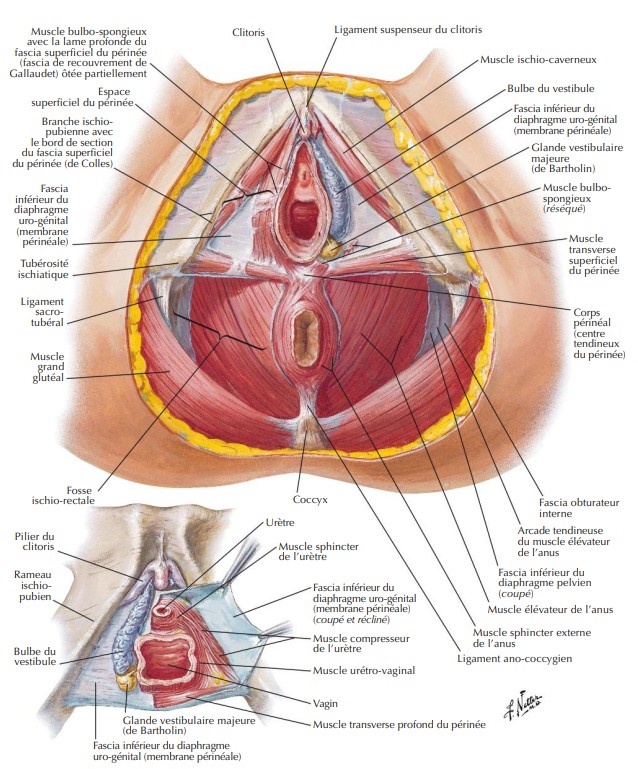 Muscle bulbo-spongieux
avec la lame profonde du
fascia superficiel du périnée
(fascia de recouvrement de
Gallaudet) ôtée partiellement
Espace
superficiel du périnée
Branche ischio-
pubienne avec
le bord de section
du fascia superficiel
du périnée (de Colles)
Fascia
inférieur du
diaphragme
uro-génital
(membrane
périnéale)
Tubérosité
ischiatique
Ligament
sacro-
tubéral
Muscle
grand
glutéal
Fosse
ischio-rectale
Clitoris
Ligament suspenseur du clitoris
Muscle ischio-caverneux
Bulbe du vestibule
Fascia inférieur du
diaphragme uro-génital
(membrane périnéale)
Glande vestibulaire
majeure
(de Bartholin)
Muscle bulbo-
spongieux
(réséqué)
Muscle
transverse
superficiel
du périnée
Corps
périnéal
(centre
tendineux
du périnée)
Coccyx
Fascia obturateur
interne
Arcade tendineuse
du muscle élévateur
de l'anus
Fascia inférieur du
diaphragme pelvien
(coupé)
Muscle élévateur de l'anus
Muscle sphincter externe
de l'anus
Ligament ano-coccygien
Pilier du
clitoris
Rameau
ischio-
pubien
Bulbe du
vestibule
Glande vestibulaire majeure
(de Bartholin)
Fascia inférieur du diaphragme
uro-génital (membrane périnéale)
Urètre
Muscle sphincter
de l'urètre
Fascia inférieur du
diaphragme uro-génital
(membrane périnéale)
(coupé et récliné)
Muscle compresseur
de l'urètre
Muscle urétro-vaginal
Vagin
Muscle transverse profond du périnée
F. Netter
M.D.